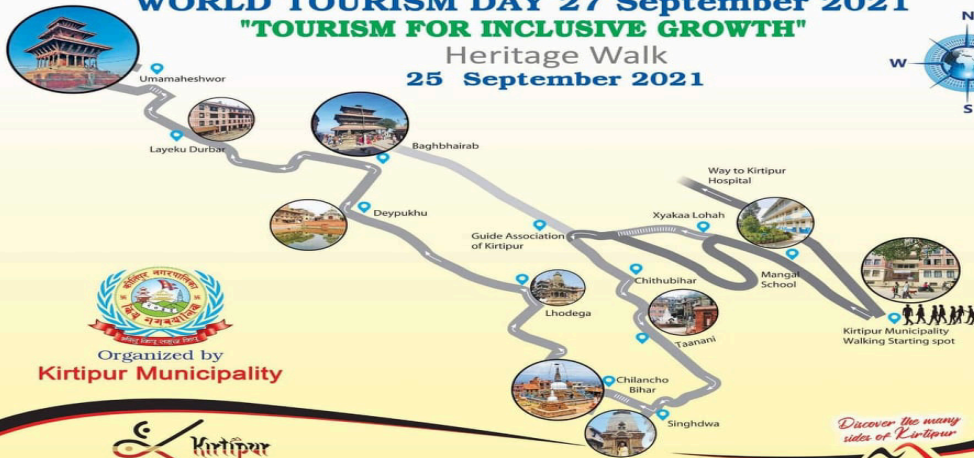 WORLD TOURISM DAY 27 September 2021
"TOURISM FOR INCLUSIVE GROWTH"
Heritage Walk
25 September 2021
N
W
S
Umamaheshwor
Layeku Durbar
Baghbhairab
Deypukhu
Way to Kirtipur
Hospital
Xyakaa Lohah
Guide Association
of Kirtipur
Chithubihar
Mangal
School
Lhodega
Taanani
Kirtipur Municipality
Walking Starting spot
Chilancho
Bihar
Singhdwa
कीर्तिपुर नगरपालिका
Organized by
Kirtipur Municipality
Kirtipur
Discover the many
sides of Kirtipur